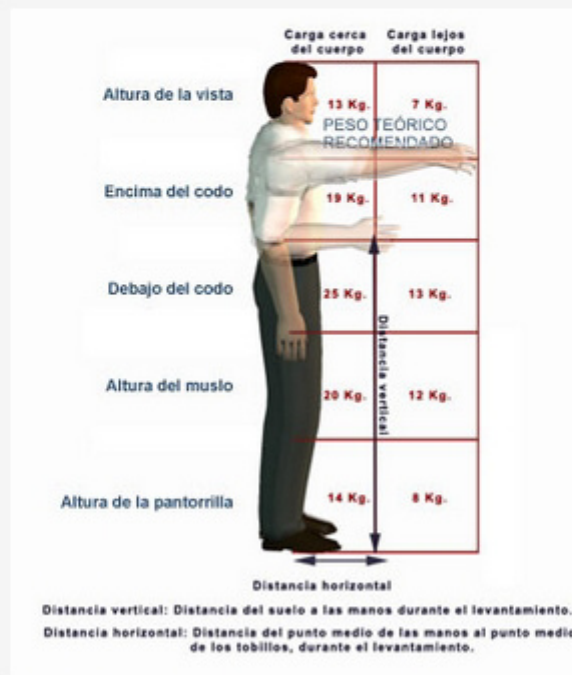 Carga cerca del cuerpo
Carga lejos del cuerpo
Altura de la vista
13 Kg.
7 Kg.
PESO TEÓRICO
RECOMENDADO
Encima del codo
19 Kg.
11 Kg.
Debajo del codo
25 Kg.
13 Kg.
Distancia vertical
Altura del muslo
20 Kg.
12 Kg.
Altura de la pantorrilla
14 Kg.
8 Kg.
Distancia horizontal
Distancia vertical: Distancia del suelo a las manos durante el levantamiento.
Distancia horizontal: Distancia del punto medio de las manos al punto medio
de los tobillos, durante el levantamiento.